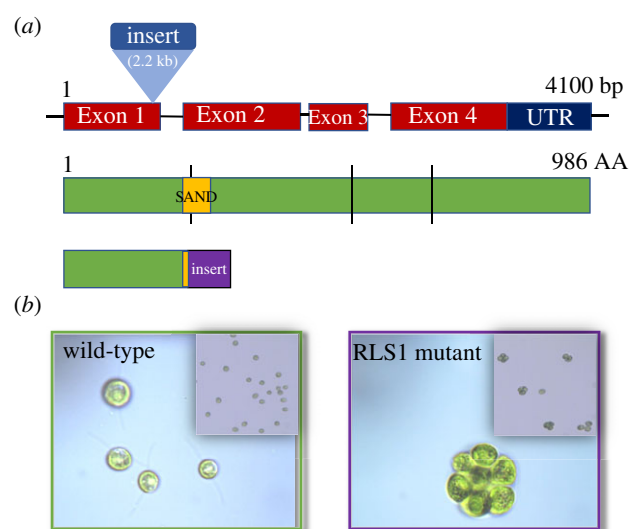 (a)
insert
(2.2 kb)
1
4100 bp
Exon 1
Exon 2
Exon 3
Exon 4
UTR
1
986 AA
SAND
insert
(b)
wild-type
RLS1 mutant